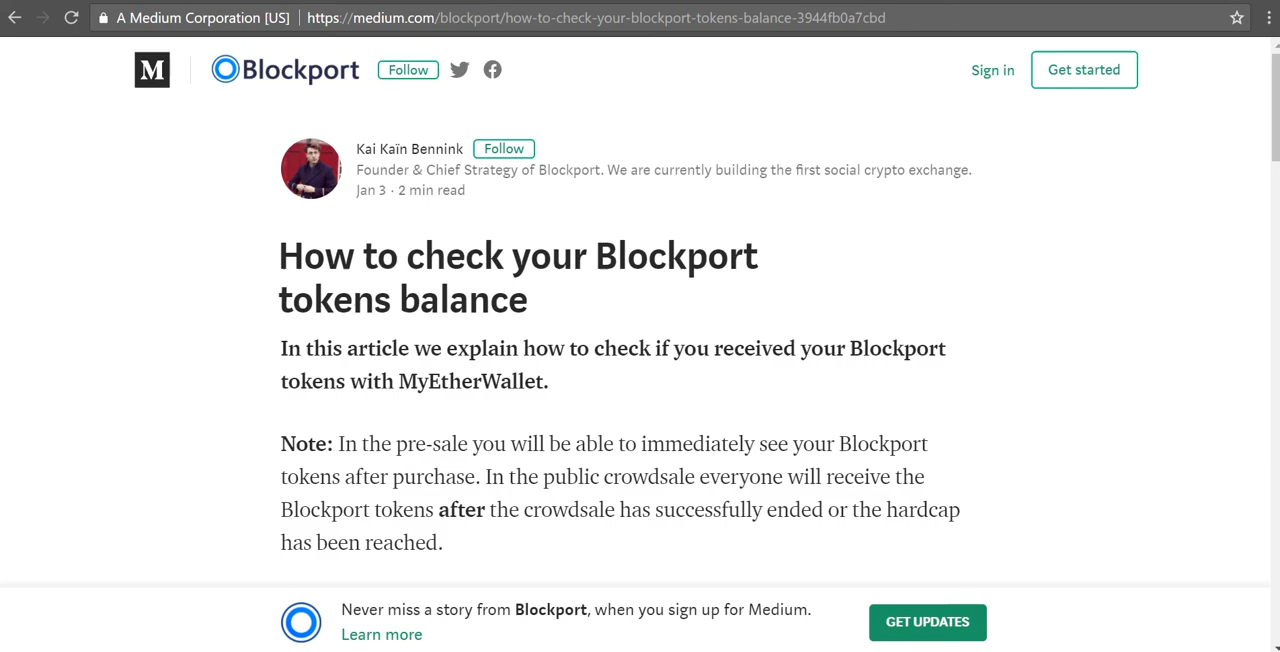 A Medium Corporation [US] https://medium.com/blockport/how-to-check-your-blockport-tokens-balance-3944fb0a7cbd
M Blockport Follow Sign in Get started
Kai Kaïn Bennink Follow
Founder & Chief Strategy of Blockport. We are currently building the first social crypto exchange.
Jan 3 · 2 min read
How to check your Blockport
tokens balance
In this article we explain how to check if you received your Blockport
tokens with MyEtherWallet.
Note: In the pre-sale you will be able to immediately see your Blockport
tokens after purchase. In the public crowdsale everyone will receive the
Blockport tokens after the crowdsale has successfully ended or the hardcap
has been reached.
Never miss a story from Blockport, when you sign up for Medium.
Learn more
GET UPDATES